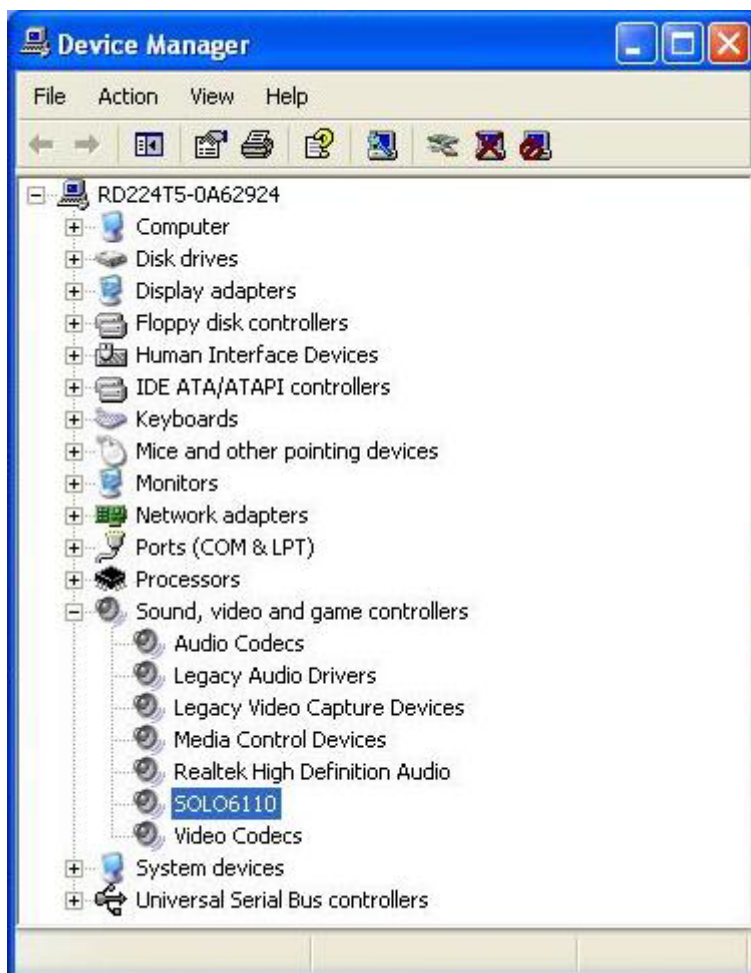 Device Manager
File Action View Help
RD224T5-0A62924
Computer
Disk drives
Display adapters
Floppy disk controllers
Human Interface Devices
IDE ATA/ATAPI controllers
Keyboards
Mice and other pointing devices
Monitors
Network adapters
Ports (COM & LPT)
Processors
Sound, video and game controllers
Audio Codecs
Legacy Audio Drivers
Legacy Video Capture Devices
Media Control Devices
Realtek High Definition Audio
SOLO6110
Video Codecs
System devices
Universal Serial Bus controllers